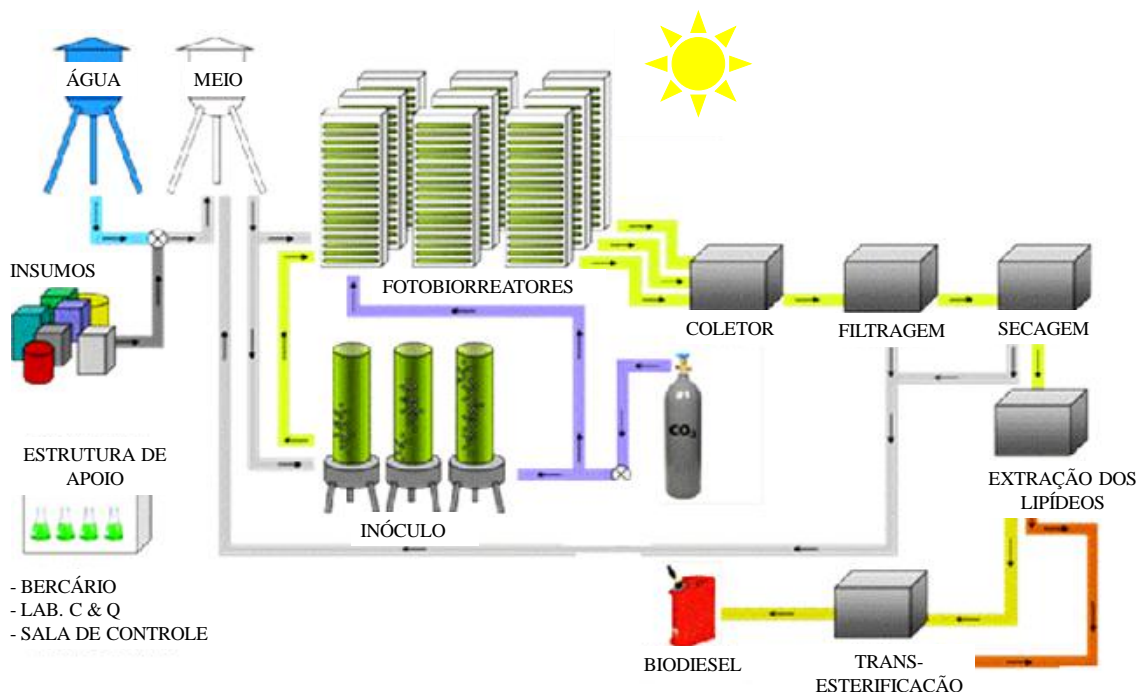 ÁGUA
MEIO
INSUMOS
FOTOBIORREATORES
COLETOR
FILTRAGEM
SECAGEM
CO2
ESTRUTURA DE
APOIO
INÓCULO
EXTRAÇÃO DOS
LIPÍDEOS
- BERCÁRIO
- LAB. C & Q
- SALA DE CONTROLE
BIODIESEL
TRANS-
ESTERIFICAÇÃO